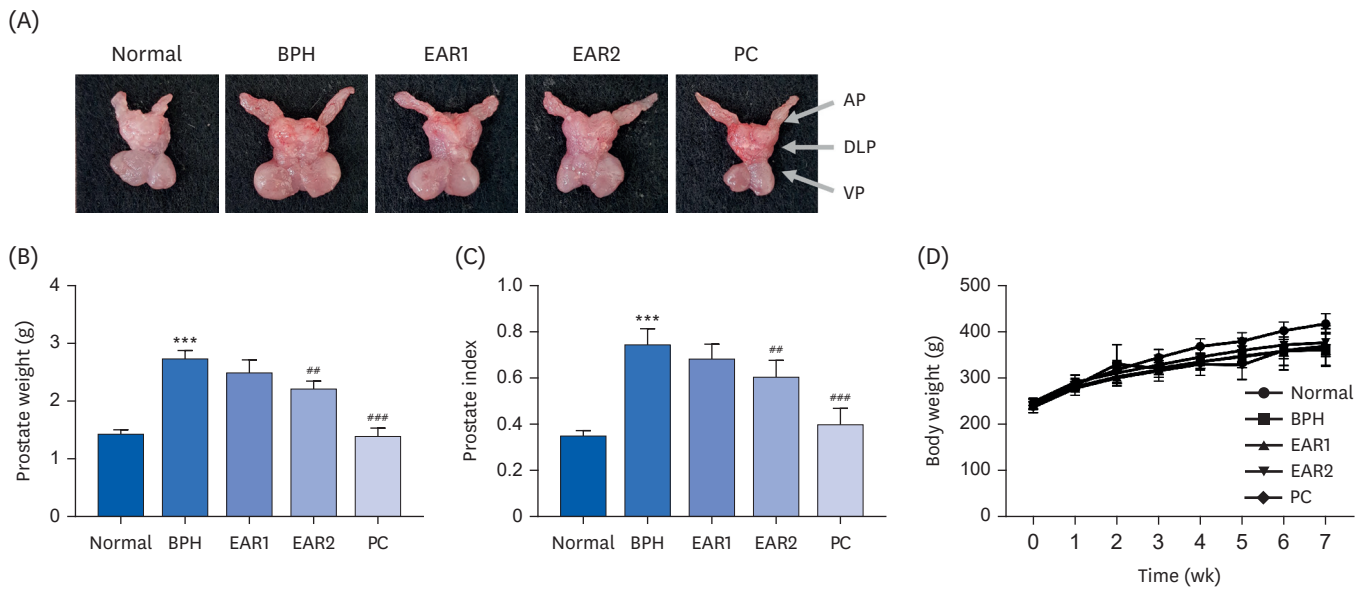 (A)
Normal BPH EAR1 EAR2 PC
AP
DLP
VP
(B)
Prostate weight (g)
4
3
2
1
0
***
##
###
Normal BPH EAR1 EAR2 PC
(C)
Prostate index
1.0
0.8
0.6
0.4
0.2
0
***
##
###
Normal BPH EAR1 EAR2 PC
(D)
Body weight (g)
500
400
300
200
100
0
Normal
BPH
EAR1
EAR2
PC
0 1 2 3 4 5 6 7
Time (wk)